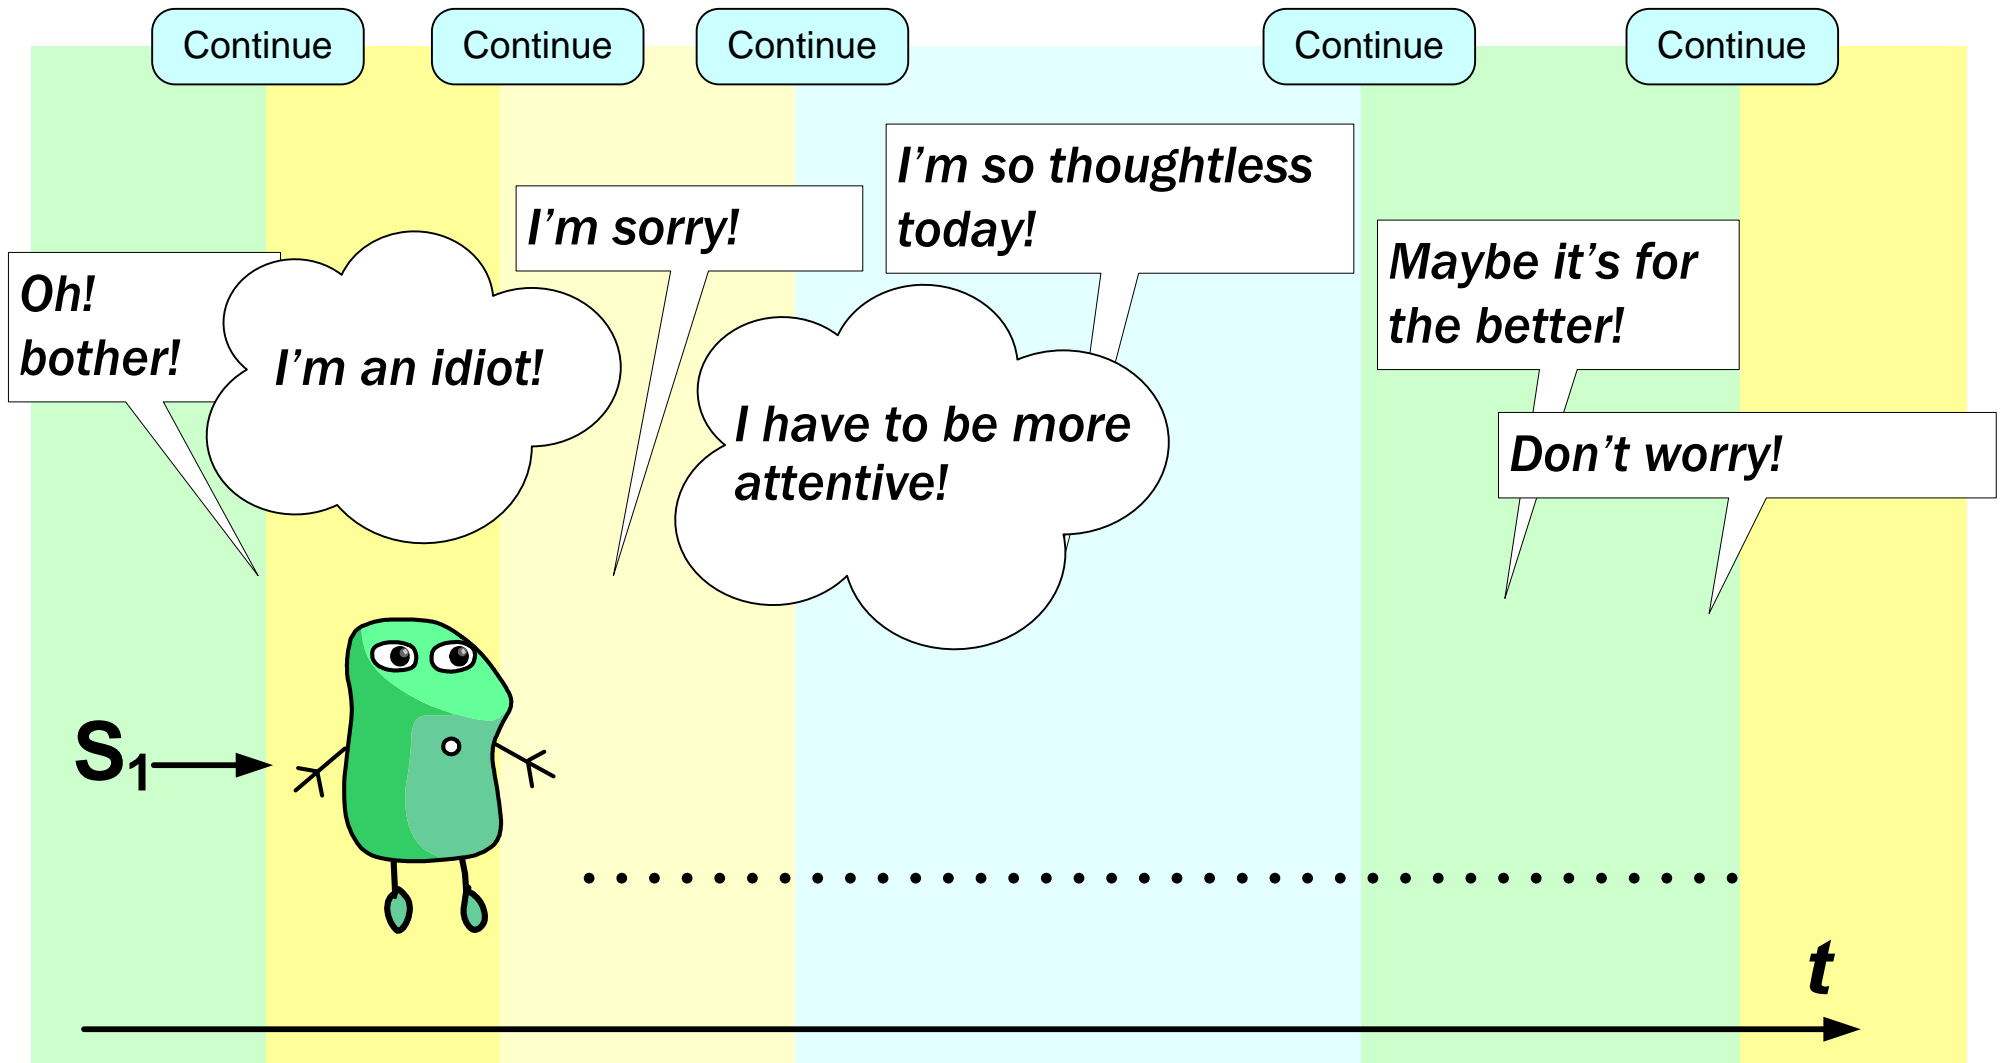 Continue
Continue
Continue
Continue
Continue
Oh!
bother!
I'm an idiot!
I'm sorry!
I have to be more
attentive!
I'm so thoughtless
today!
Maybe it's for
the better!
Don't worry!
S1
t